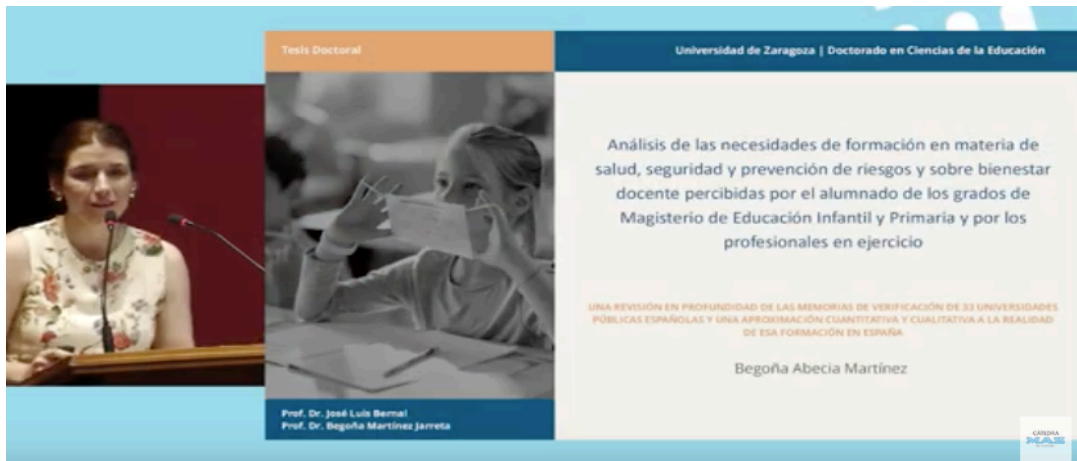 Tesis Doctoral
Universidad de Zaragoza | Doctorado en Ciencias de la Educación
Análisis de las necesidades de formación en materia de
salud, seguridad y prevención de riesgos y sobre bienestar
docente percibidas por el alumnado de los grados de
Magisterio de Educación Infantil y Primaria y por los
profesionales en ejercicio
UNA REVISIÓN EN PROFUNDIDAD DE LAS MEMORIAS DE VERIFICACIÓN DE 33 UNIVERSIDADES
PÚBLICAS ESPAÑOLAS Y UNA APROXIMACIÓN CUANTITATIVA Y CUALITATIVA A LA REALIDAD
DE ESA FORMACIÓN EN ESPAÑA
Begoña Abecia Martínez
Prof. Dr. José Luis Bernal
Prof. Dr. Begoña Martínez Jarreta
CÁTEDRA
MAZ